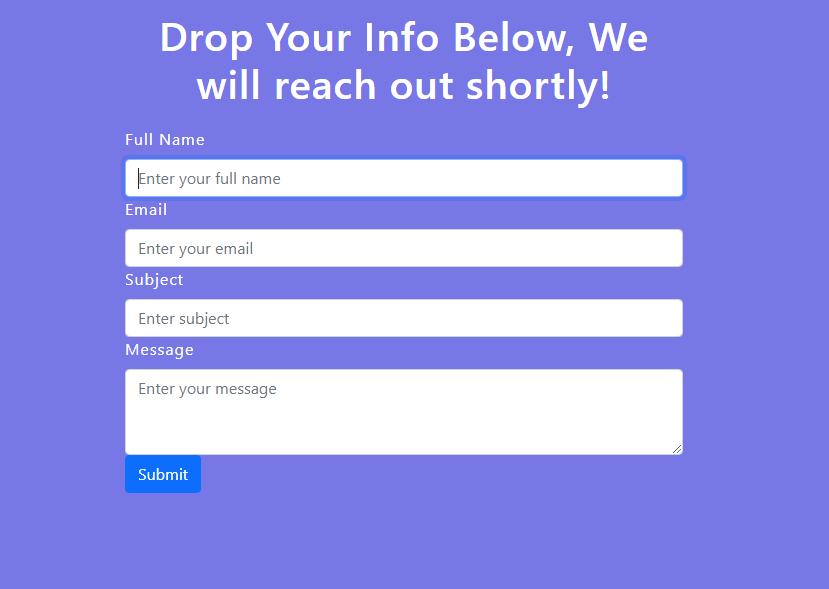 Drop Your Info Below, We
will reach out shortly!
Full Name
Enter your full name
Email
Enter your email
Subject
Enter subject
Message
Enter your message
Submit